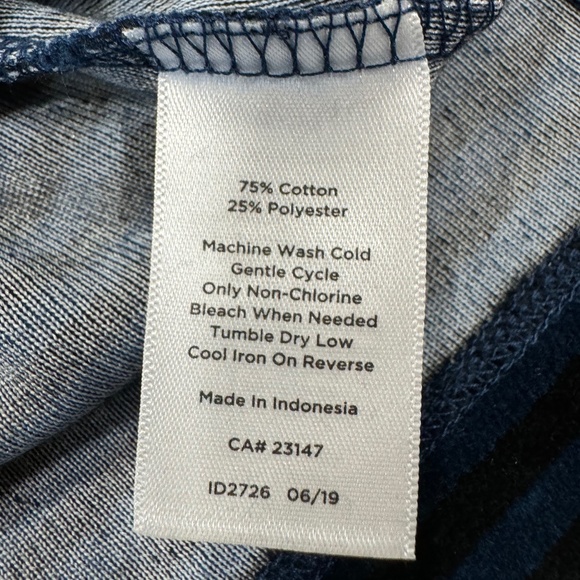 75% Cotton
25% Polyester
Machine Wash Cold
Gentle Cycle
Only Non-Chlorine
Bleach When Needed
Tumble Dry Low
Cool Iron On Reverse
Made In Indonesia
CA# 23147
ID2726 06/19